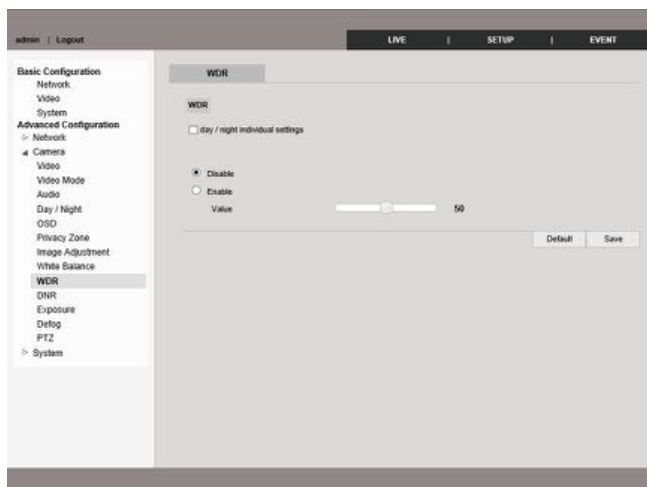 admin | Logout
LIVE | SETUP | EVENT
Basic Configuration
Network
Video
System
Advanced Configuration
▷ Network
Camera
Video
Video Mode
Audio
Day / Night
OSD
Privacy Zone
Image Adjustment
White Balance
WDR
DNR
Exposure
Defog
PTZ
▷ System
WDR
WDR
day / night individual settings
Disable
Enable
Value 50
Default Save